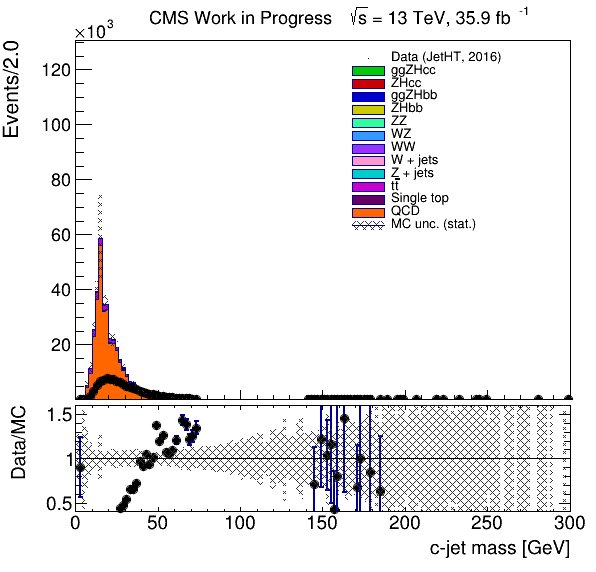 CMS Work in Progress √s = 13 TeV, 35.9 fb -1
×10³
Events/2.0
120
100
80
60
40
20
Data (JetHT, 2016)
ggZHcc
ZHcc
ggZHbb
ZHbb
ZZ
WZ
WW
W + jets
Z + jets
tt̅
Single top
QCD
MC unc. (stat.)
Data/MC
1.5
1
0.5
0 50 100 150 200 250 300
c-jet mass [GeV]